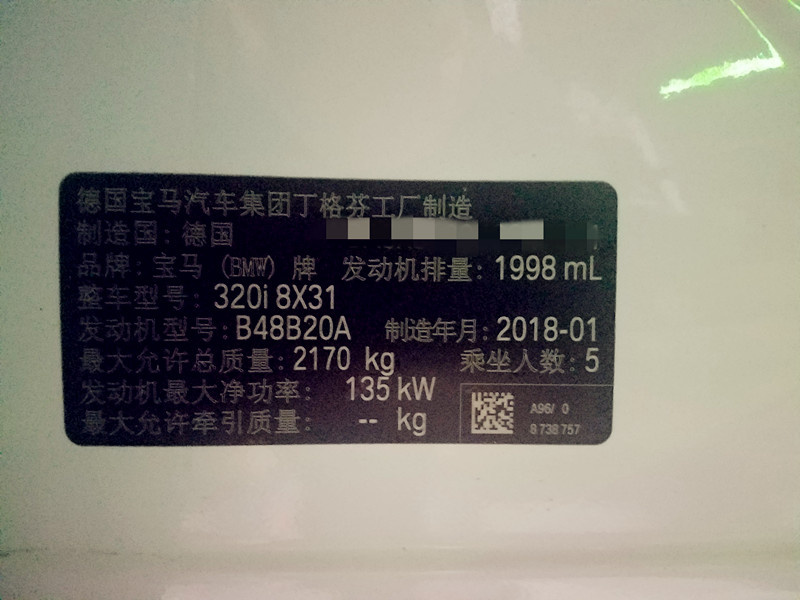 德国宝马汽车集团丁格芬工厂制造
制造国：德国
品牌：宝马（BMW）牌 发动机排量：1998 mL
整车型号：320i 8X31
发动机型号：B48B20A 制造年月：2018-01
最大允许总质量：2170 kg 乘坐人数：5
发动机最大净功率： 135 kW
最大允许牵引质量： -- kg
A96/ 0
8 738 757